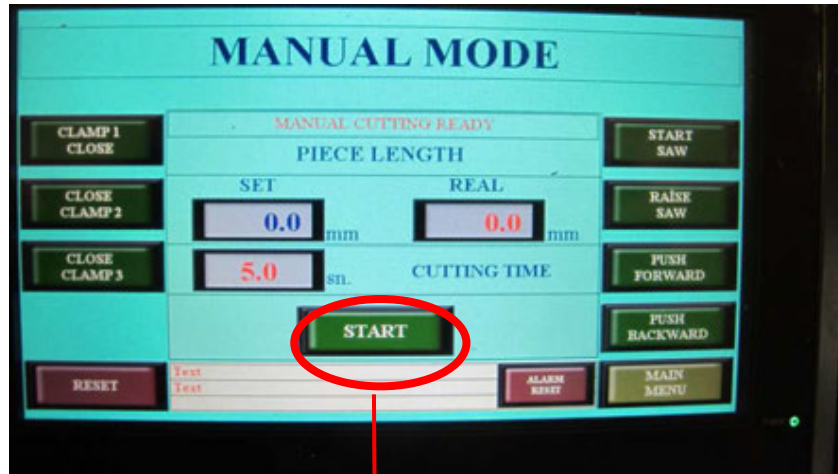 MANUAL MODE
CLAMP 1
CLOSE
MANUAL CUTTING READY
START
SAW
PIECE LENGTH
CLOSE
CLAMP 2
SET
REAL
RAİSE
SAW
0.0 mm
0.0 mm
CLOSE
CLAMP 3
5.0 sn.
CUTTING TIME
PUSH
FORWARD
START
PUSH
BACKWARD
RESET
Text
Text
ALARM
RESET
MAIN
MENU